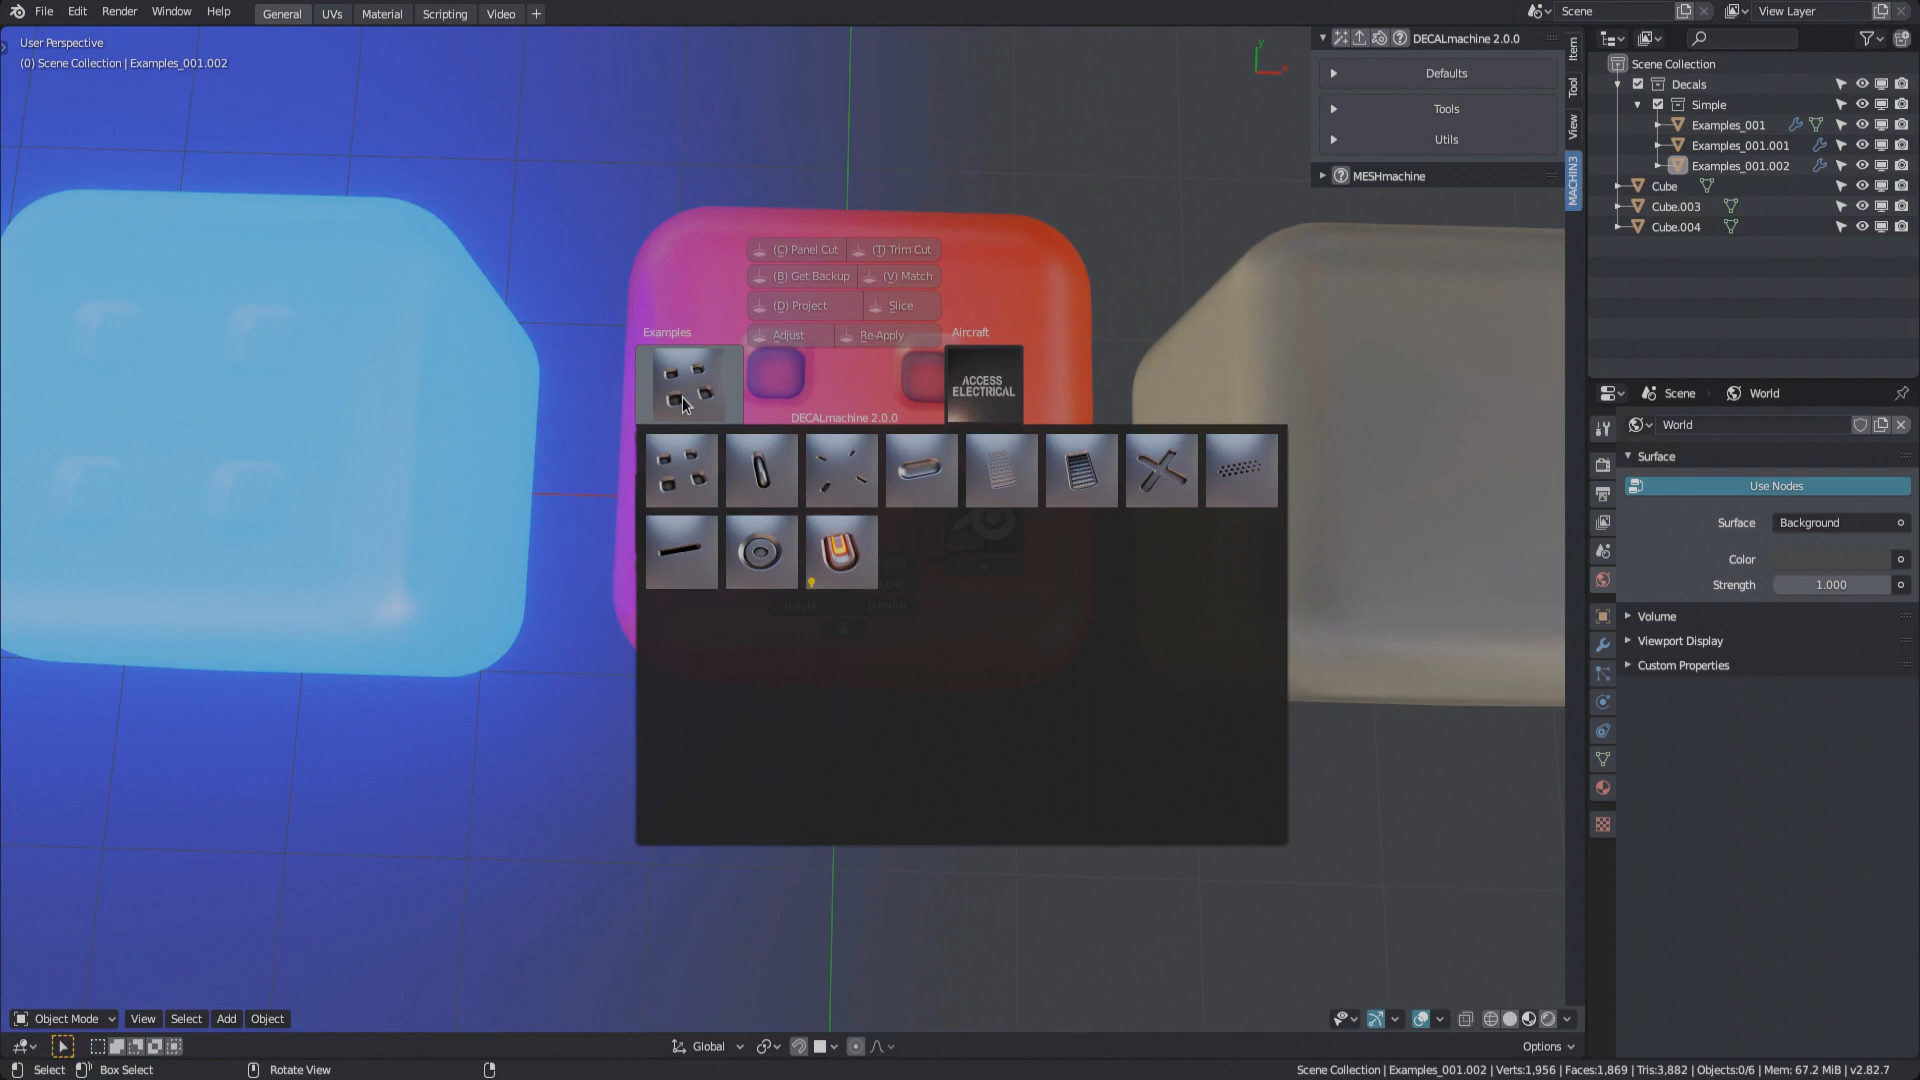 File Edit Render Window Help General UVs Material Scripting Video + Scene View Layer
User Perspective
(0) Scene Collection | Examples_001.002
DECALmachine 2.0.0
Defaults
Tools
Utils
MESHmachine
Item
Tool
View
MACHIN3
Scene Collection
Decals
Simple
Examples_001
Examples_001.001
Examples_001.002
Cube
Cube.003
Cube.004
(C) Panel Cut (T) Trim Cut
(B) Get Backup (V) Match
(D) Project Slice
Examples Adjust Re-Apply Aircraft
ACCESS
ELECTRICAL
DECALmachine 2.0.0
Height 0.9999
Scene World
World
Surface
Use Nodes
Surface Background
Color
Strength 1.000
Volume
Viewport Display
Custom Properties
y
x
Object Mode View Select Add Object
Global Options
Select Box Select Rotate View Scene Collection | Examples_001.002 | Verts:1,956 | Faces:1,869 | Tris:3,882 | Objects:0/6 | Mem: 67.2 MiB | v2.82.7